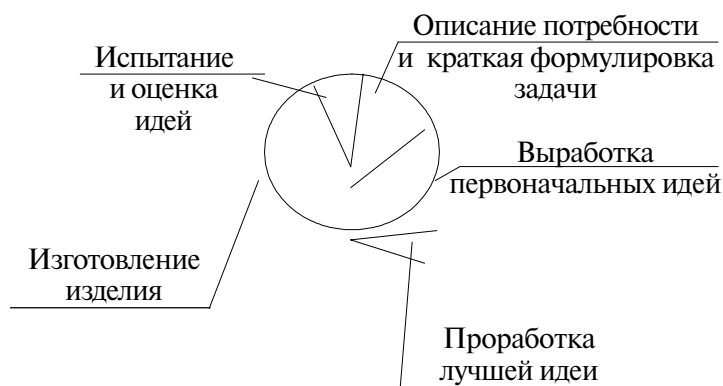 Описание потребности
и краткая формулировка
задачи
Испытание
и оценка
идей
Выработка
первоначальных идей
Изготовление
изделия
Проработка
лучшей идеи